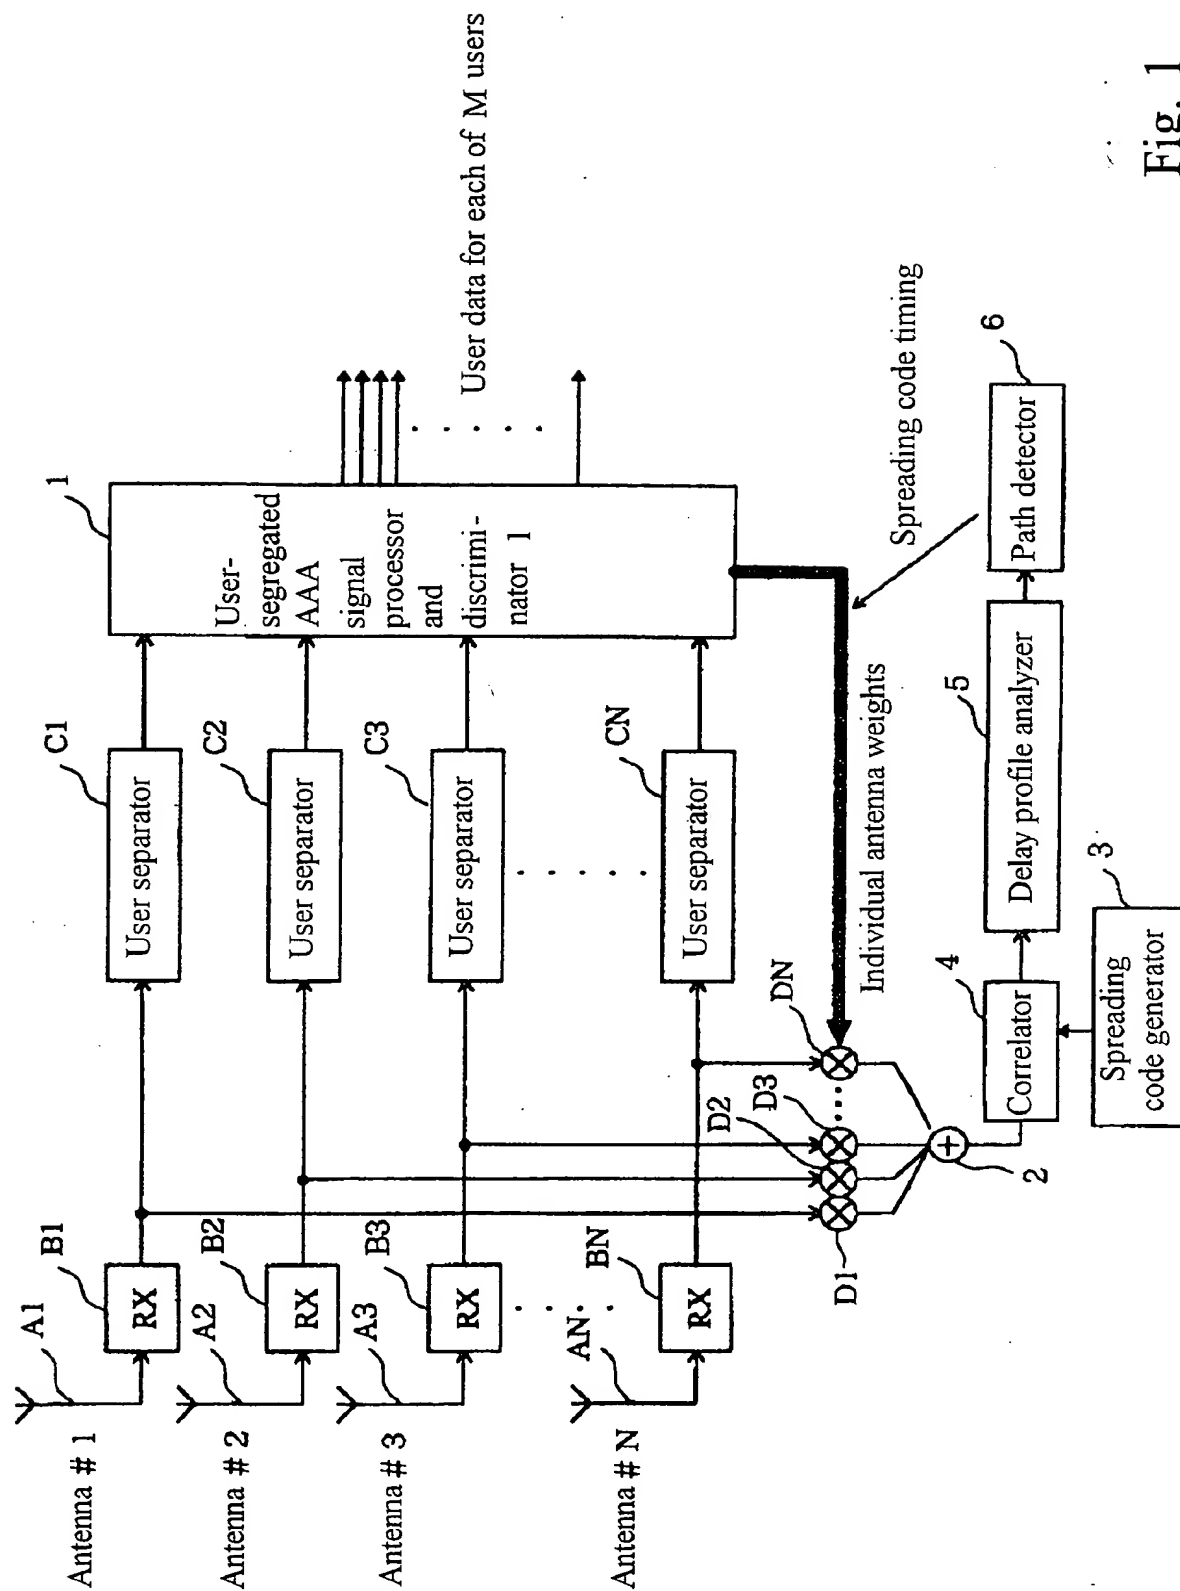 Antenna # 1
A1
B1
RX
C1
User separator
Antenna # 2
A2
B2
RX
C2
User separator
Antenna # 3
A3
B3
RX
C3
User separator
Antenna # N
AN
BN
RX
CN
User separator
1
User-
segregated
AAA
signal
processor
and
discrimi-
nator 1
User data for each of M users
D1
D2
D3
DN
Individual antenna weights
Spreading code timing
2
4
Correlator
5
Delay profile analyzer
6
Path detector
3
Spreading
code generator
Fig. 1